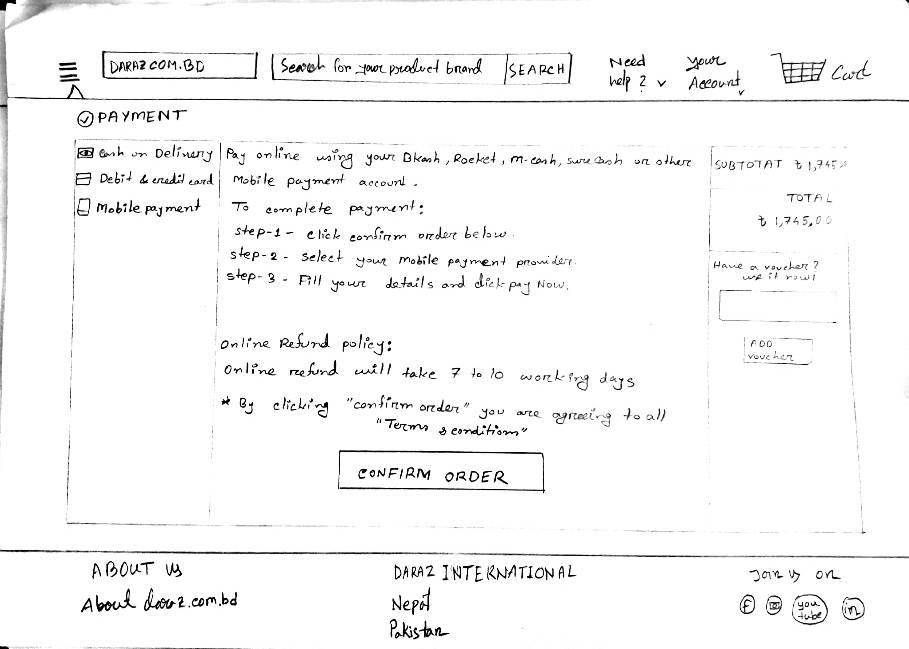 DARAZ.COM.BD
Search for your product brand
SEARCH
Need help ?
Your Account
Cart
PAYMENT
Cash on Delivery
Debit & credit card
Mobile payment
Pay online using your Bkash, Rocket, M-cash, sure cash or other
Mobile payment account.
To complete payment:
step-1 - click confirm order below.
step-2 - select your mobile payment provider.
step-3 - Fill your details and click pay Now.
Online Refund policy:
Online refund will take 7 to 10 working days
* By clicking "confirm order" you are agreeing to all
"Terms & conditions"
CONFIRM ORDER
SUBTOTAT ৳ 1,745
TOTAL
৳ 1,745,00
Have a voucher?
use it now!
ADD
voucher
ABOUT US
About daraz.com.bd
DARAZ INTERNATIONAL
Nepal
Pakistan
Join us on
f
you
tube
in